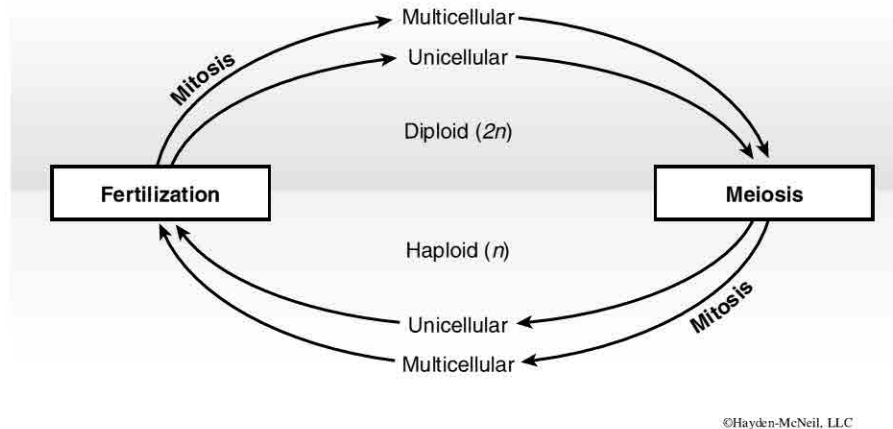 Multicellular
Mitosis
Unicellular
Diploid (2n)
Fertilization
Meiosis
Haploid (n)
Unicellular
Mitosis
Multicellular
©Hayden-McNeil, LLC